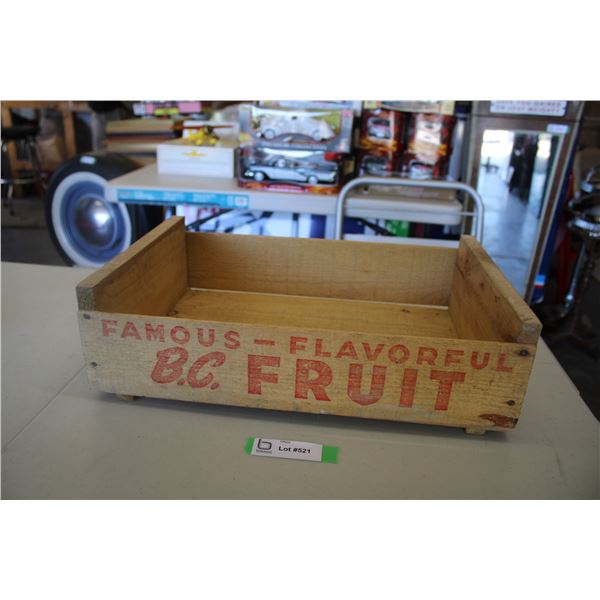 FAMOUS — FLAVORFUL
B.C. FRUIT
Lot #521